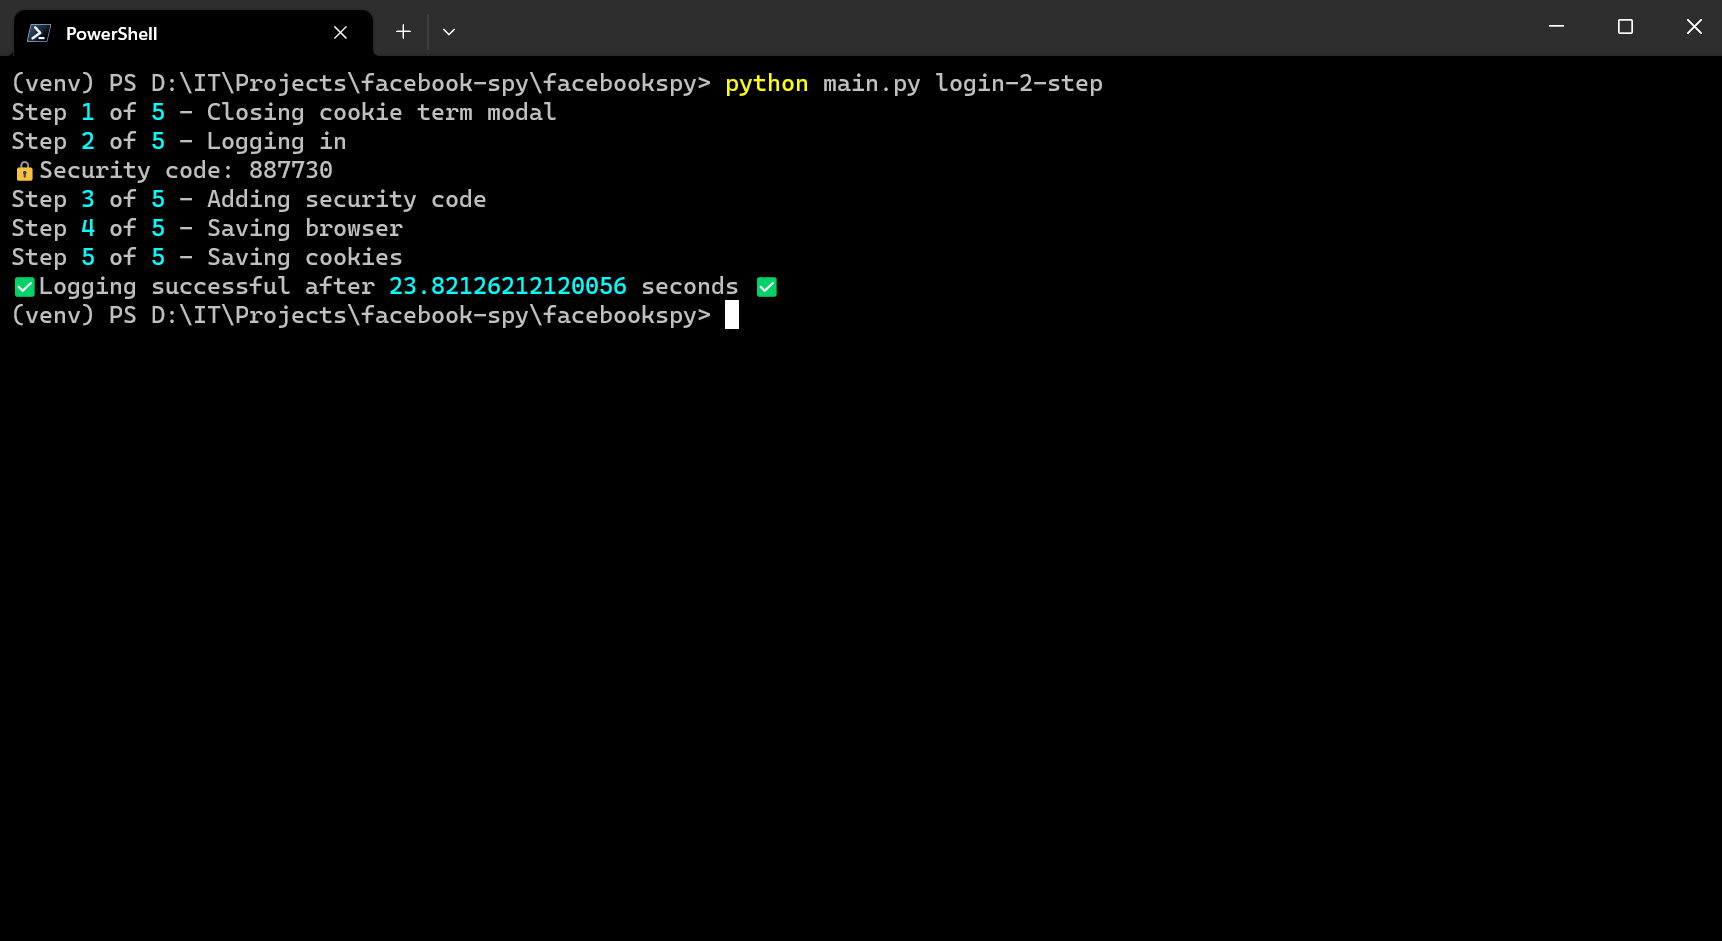 PowerShell
(venv) PS D:\IT\Projects\facebook-spy\facebookspy> python main.py login-2-step
Step 1 of 5 - Closing cookie term modal
Step 2 of 5 - Logging in
🔒Security code: 887730
Step 3 of 5 - Adding security code
Step 4 of 5 - Saving browser
Step 5 of 5 - Saving cookies
✅Logging successful after 23.82126212120056 seconds ✅
(venv) PS D:\IT\Projects\facebook-spy\facebookspy>